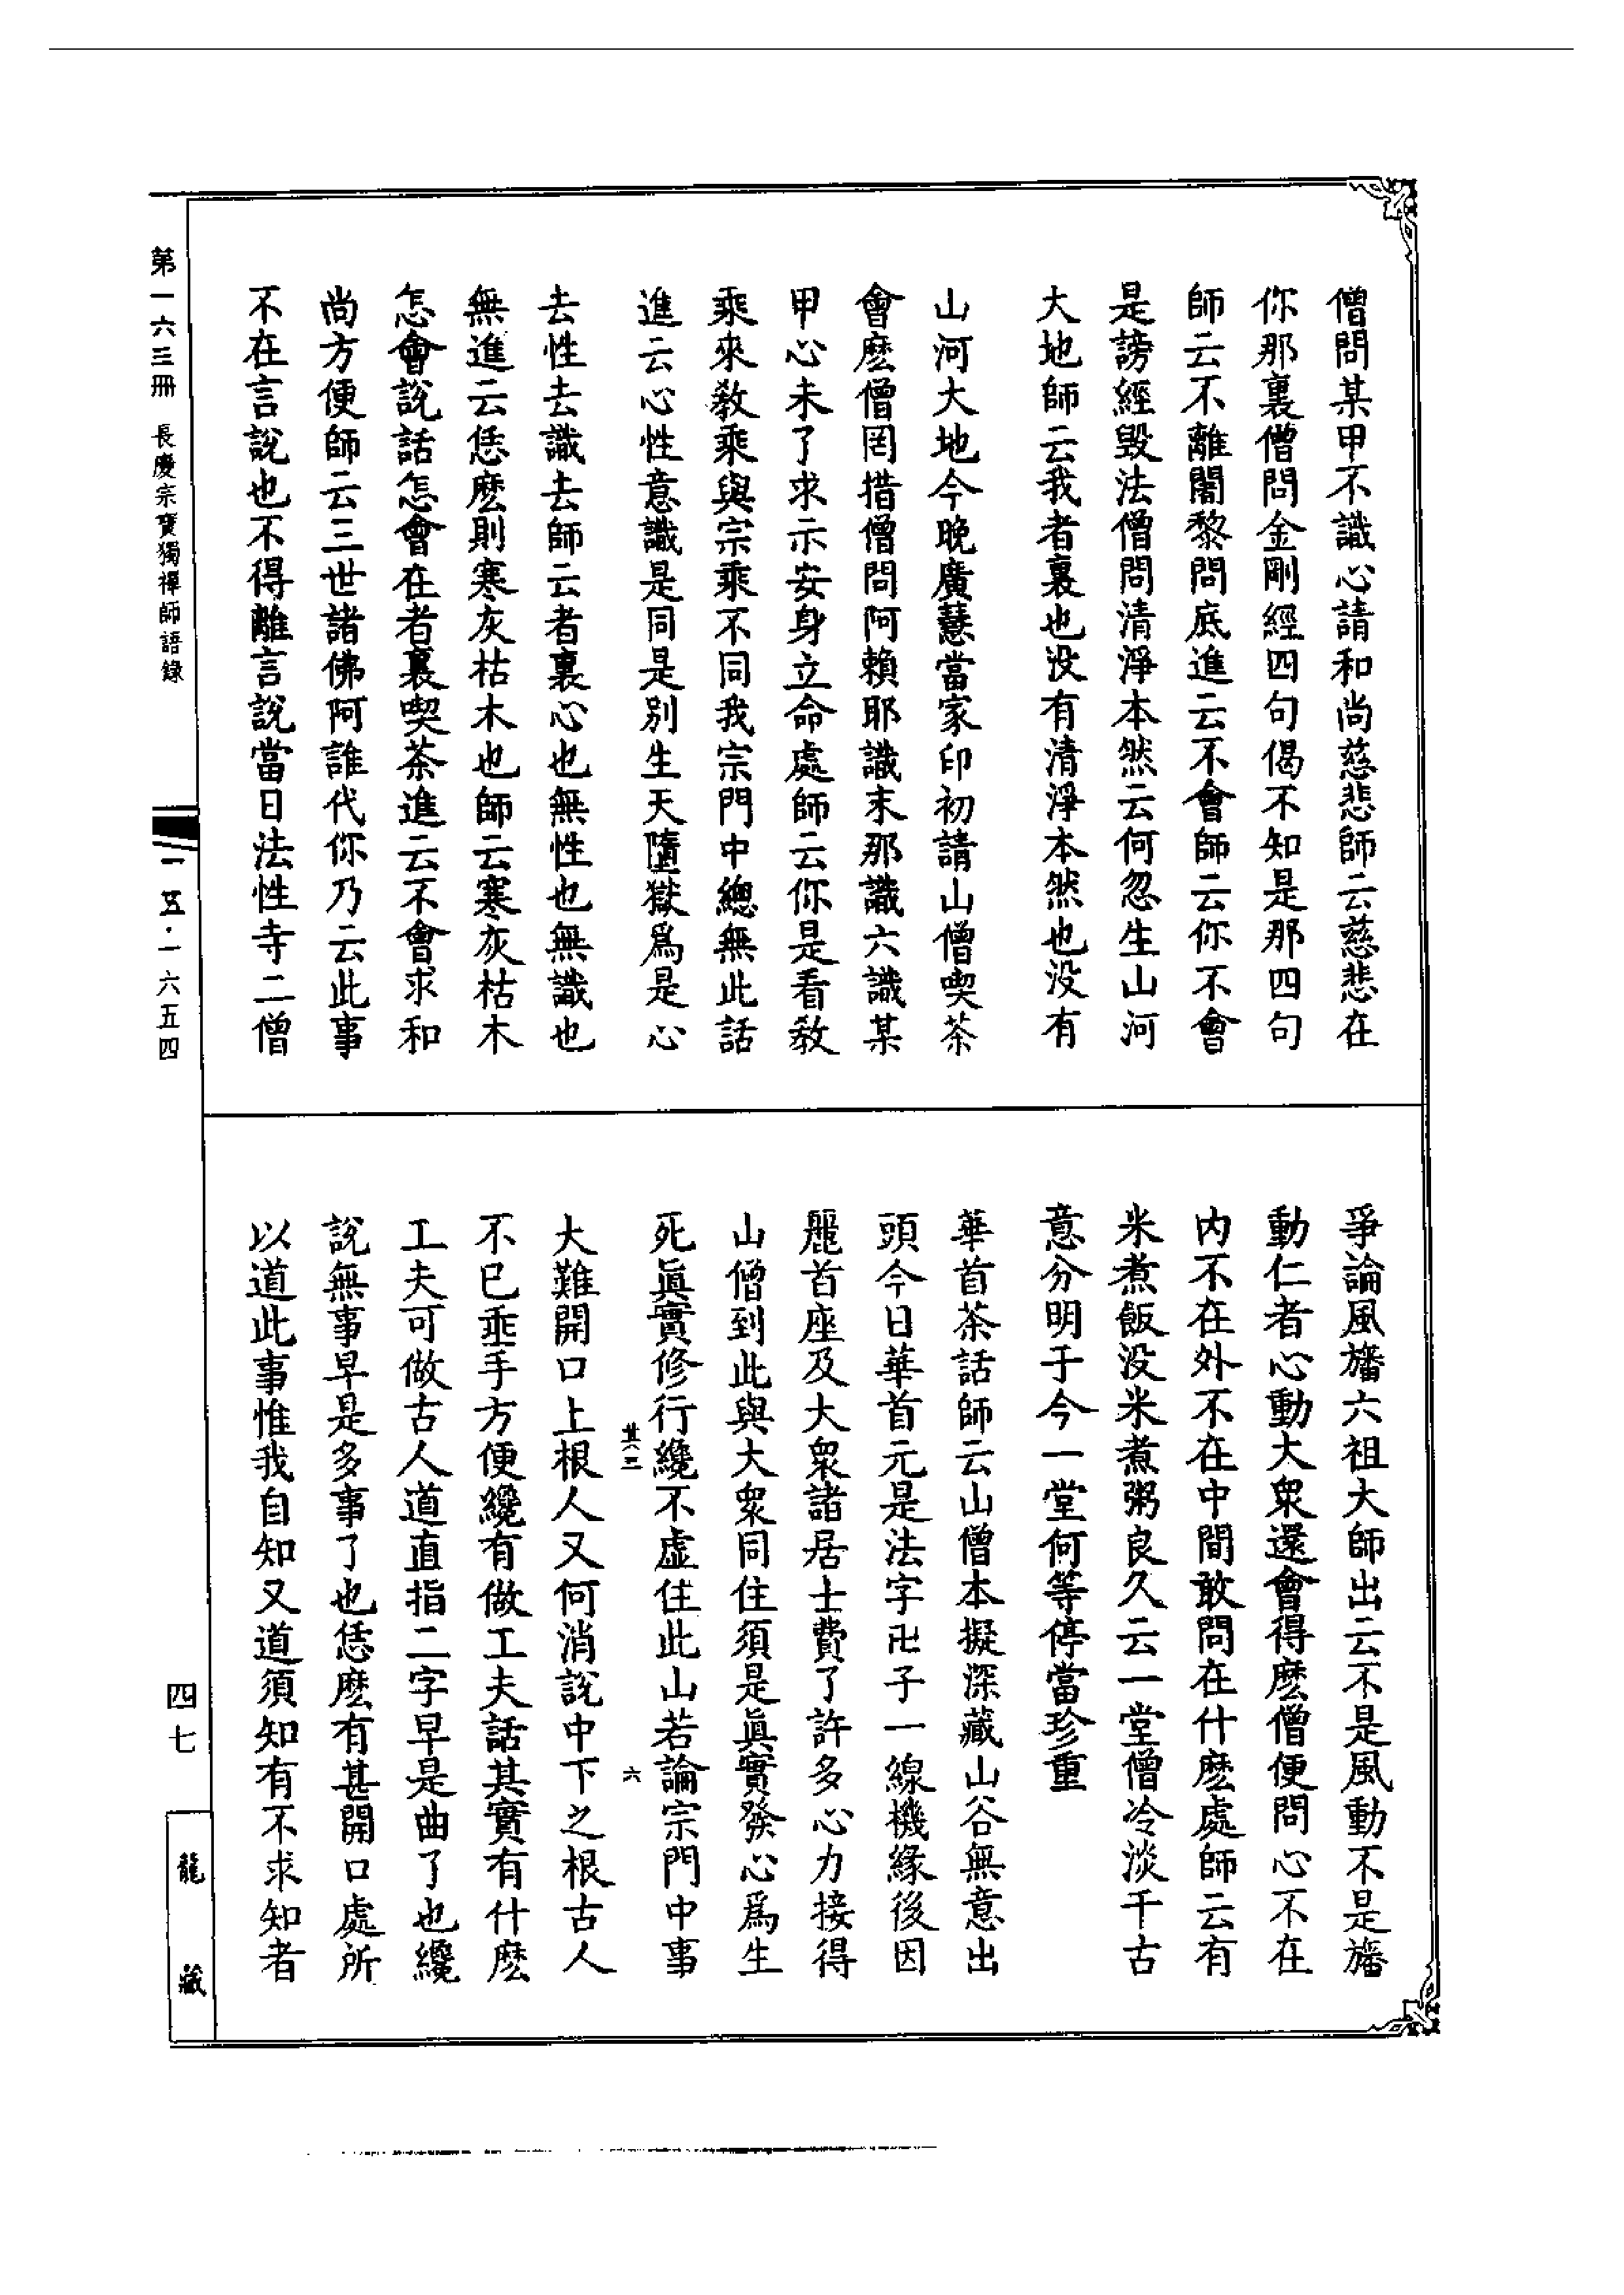 僧問某甲不識心請和尚慈悲師云慈悲在
你那裏僧問金剛經四句偈不知是那四句
師云不離闍黎問底進云不會師云你不會
是謗經毀法僧問清淨本然云何忽生山河
大地師云我者裏也没有清淨本然也没有
山河大地今晚廣慧當家印初請山僧喫茶
會麽僧罔措僧問阿賴耶識末那識六識某
甲心未了求示安身立命處師云你是看教
乘來教乘與宗乘不同我宗門中總無此話
進云心性意識是同是别生天墮獄爲是心
去性去識去師云者裏心也無性也無識也
無進云恁麽則寒灰枯木也師云寒灰枯木
怎會說話怎會在者裏喫茶進云不會求和
尚方便師云三世諸佛阿誰代你乃云此事
不在言說也不得離言說當日法性寺二僧
爭論風旛六祖大師出云不是風動不是旛
動仁者心動大衆還會得麽僧便問心不在
内不在外不在中間敢問在什麽處師云有
米煮飯没米煮粥良久云一堂僧冷淡千古
意分明于今一堂何等停當珍重
華首茶話師云山僧本擬深藏山谷無意出
頭今日華首元是法字卍子一線機緣後因
麗首座及大衆諸居士費了許多心力接得
山僧到此與大衆同住須是眞實發心爲生
死眞實修行纔不虛住此山若論宗門中事
其八三
六
大難開口上根人又何消說中下之根古人
不已垂手方便纔有做工夫話其實有什麽
工夫可做古人道直指二字早是曲了也纔
說無事早是多事了也恁麽有甚開口處所
以道此事惟我自知又道須知有不求知者
第一六三冊　長慶宗寶獨禪師語錄
一五·一六五四
四七
龍藏